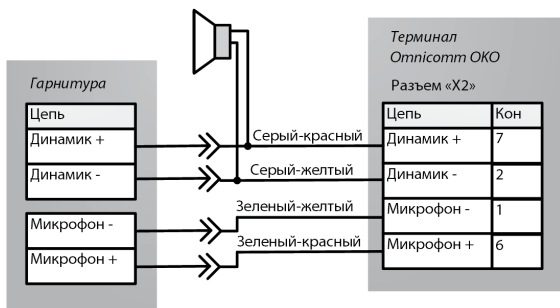 Терминал
Omnicomm ОКО
Разъем «X2»
Гарнитура
Цепь
Динамик +
Динамик -
Микрофон -
Микрофон +
Серый-красный
Серый-желтый
Зеленый-желтый
Зеленый-красный
Цепь Кон
Динамик + 7
Динамик - 2
Микрофон - 1
Микрофон + 6